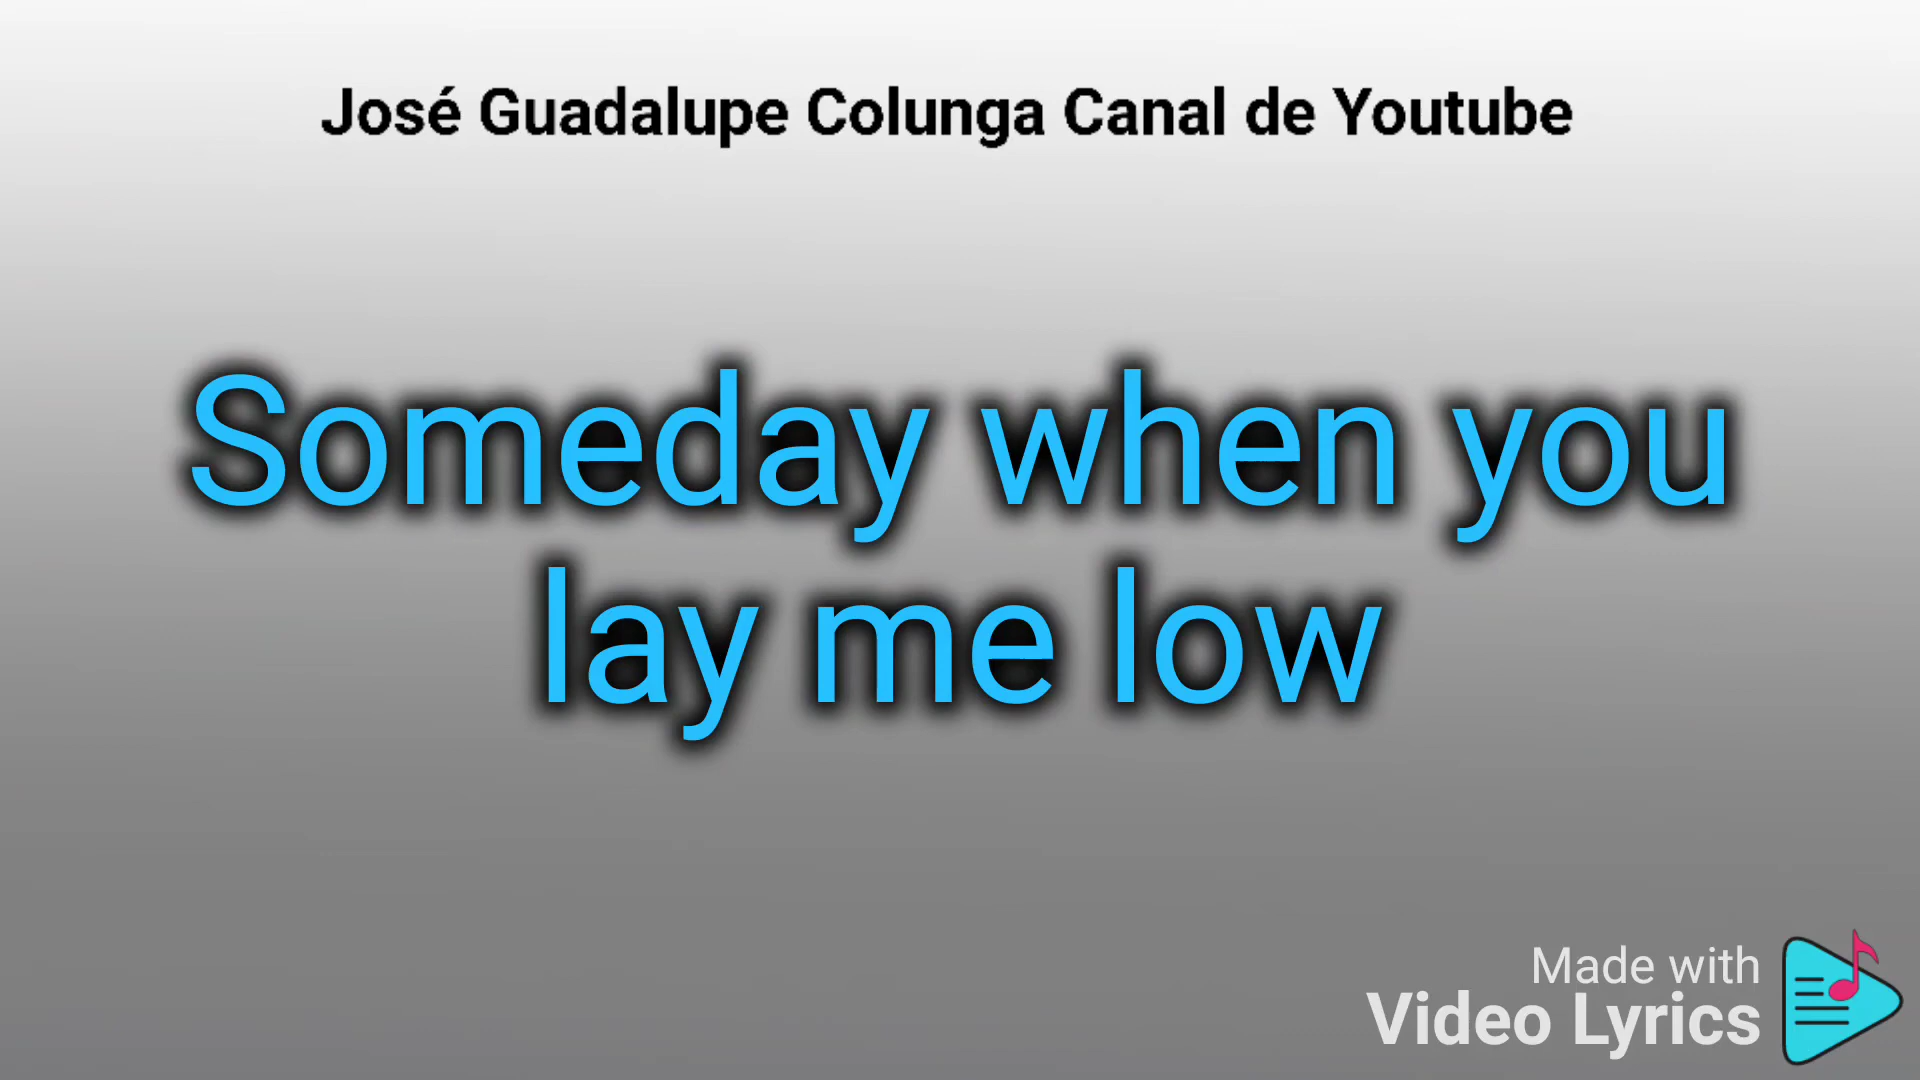 José Guadalupe Colunga Canal de Youtube
Someday when you
lay me low
Made with
Video Lyrics